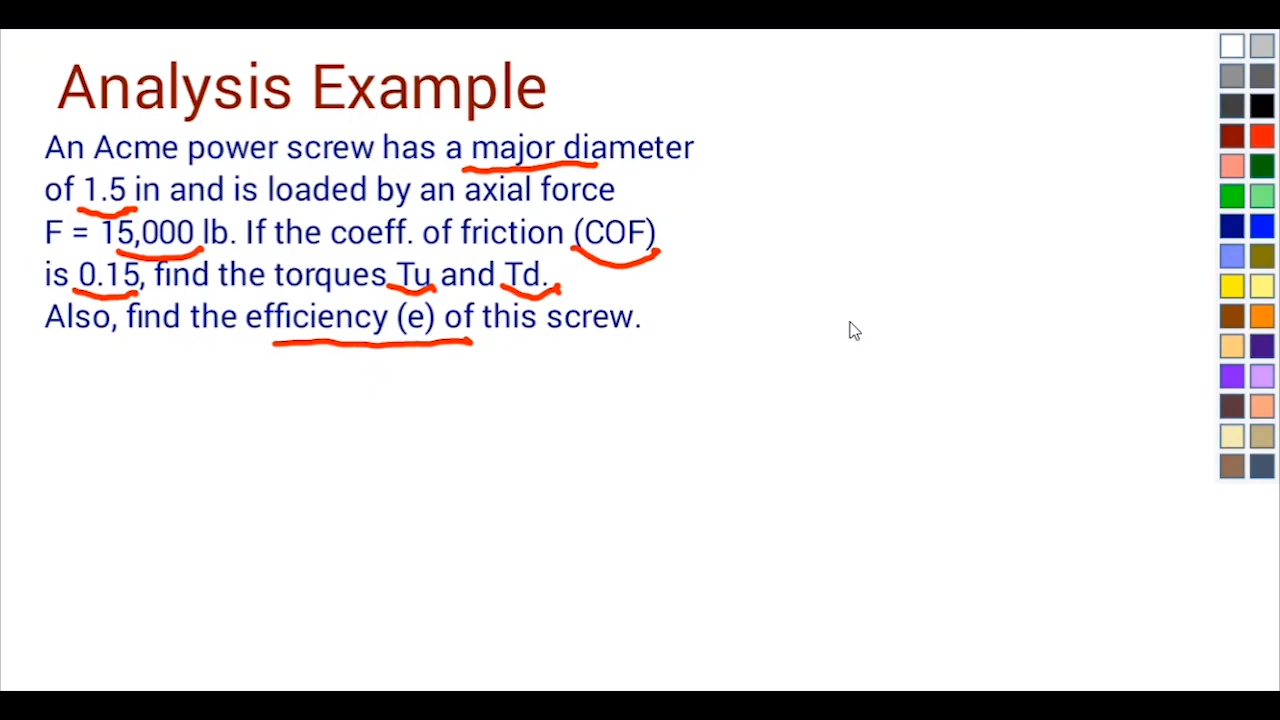 Analysis Example
An Acme power screw has a major diameter
of 1.5 in and is loaded by an axial force
F = 15,000 lb. If the coeff. of friction (COF)
is 0.15, find the torques Tu and Td.
Also, find the efficiency (e) of this screw.